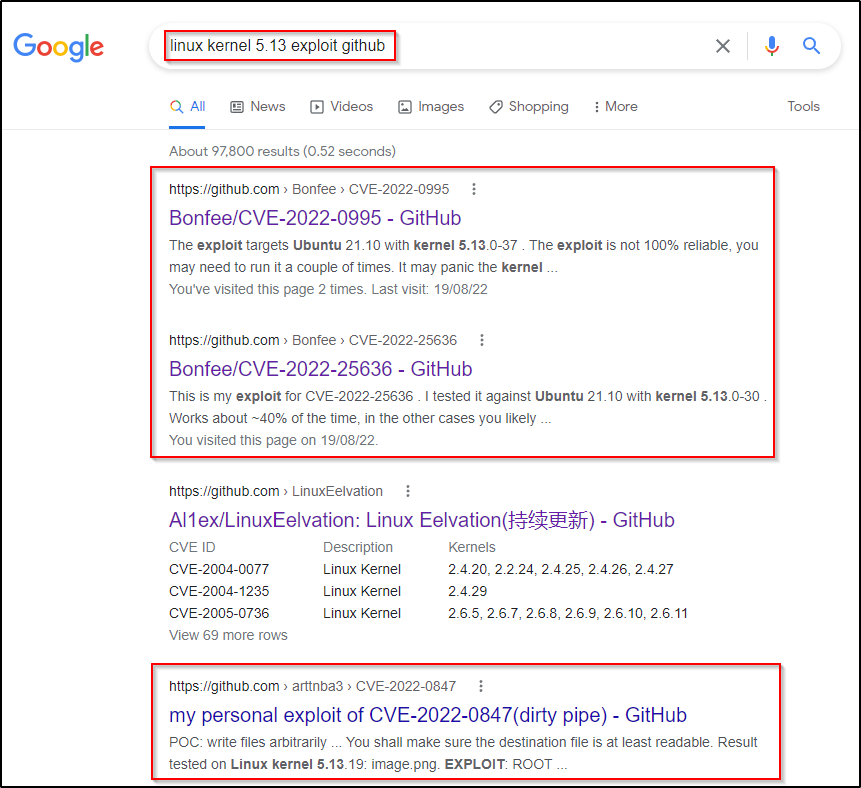 Google
linux kernel 5.13 exploit github
All News Videos Images Shopping More Tools
About 97,800 results (0.52 seconds)
https://github.com › Bonfee › CVE-2022-0995
Bonfee/CVE-2022-0995 - GitHub
The exploit targets Ubuntu 21.10 with kernel 5.13.0-37 . The exploit is not 100% reliable, you
may need to run it a couple of times. It may panic the kernel ...
You've visited this page 2 times. Last visit: 19/08/22
https://github.com › Bonfee › CVE-2022-25636
Bonfee/CVE-2022-25636 - GitHub
This is my exploit for CVE-2022-25636 . I tested it against Ubuntu 21.10 with kernel 5.13.0-30 .
Works about ~40% of the time, in the other cases you likely ...
You visited this page on 19/08/22.
https://github.com › LinuxEelvation
Al1ex/LinuxEelvation: Linux Eelvation(持续更新) - GitHub
CVE ID Description Kernels
CVE-2004-0077 Linux Kernel 2.4.20, 2.2.24, 2.4.25, 2.4.26, 2.4.27
CVE-2004-1235 Linux Kernel 2.4.29
CVE-2005-0736 Linux Kernel 2.6.5, 2.6.7, 2.6.8, 2.6.9, 2.6.10, 2.6.11
View 69 more rows
https://github.com › arttnba3 › CVE-2022-0847
my personal exploit of CVE-2022-0847(dirty pipe) - GitHub
POC: write files arbitrarily ... You shall make sure the destination file is at least readable. Result
tested on Linux kernel 5.13.19: image.png. EXPLOIT: ROOT ...